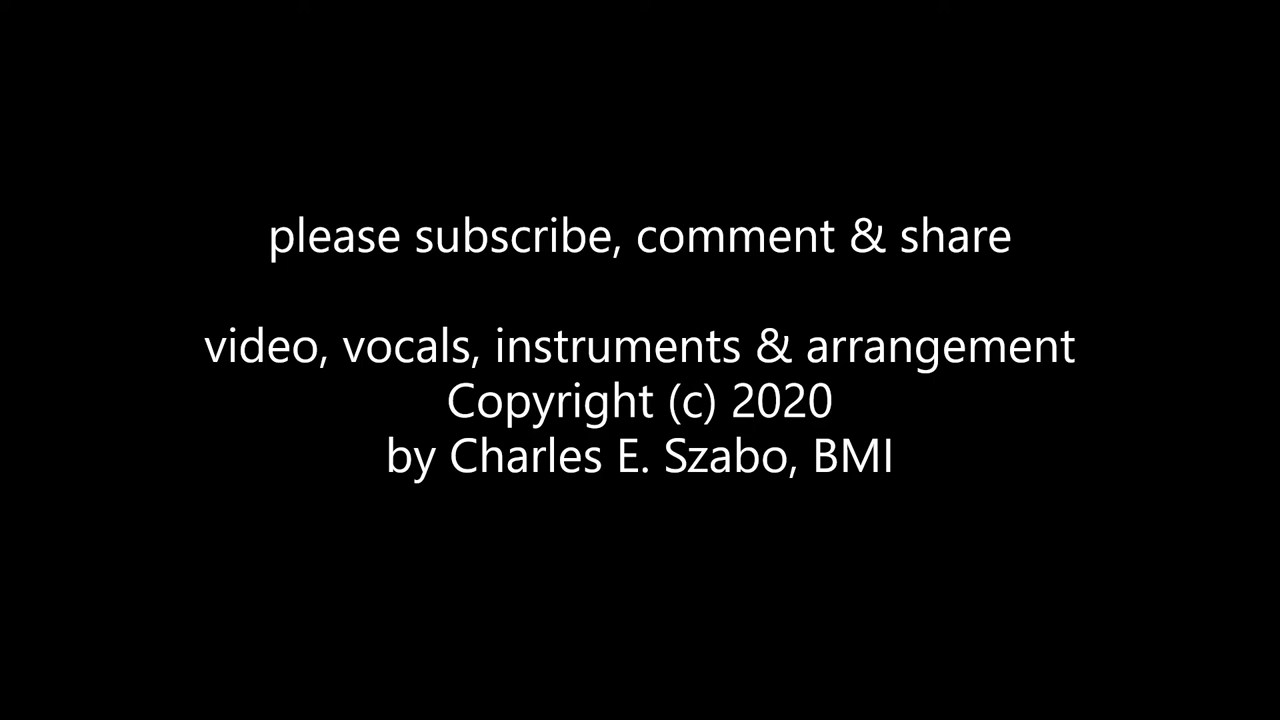 please subscribe, comment & share
video, vocals, instruments & arrangement
Copyright (c) 2020
by Charles E. Szabo, BMI